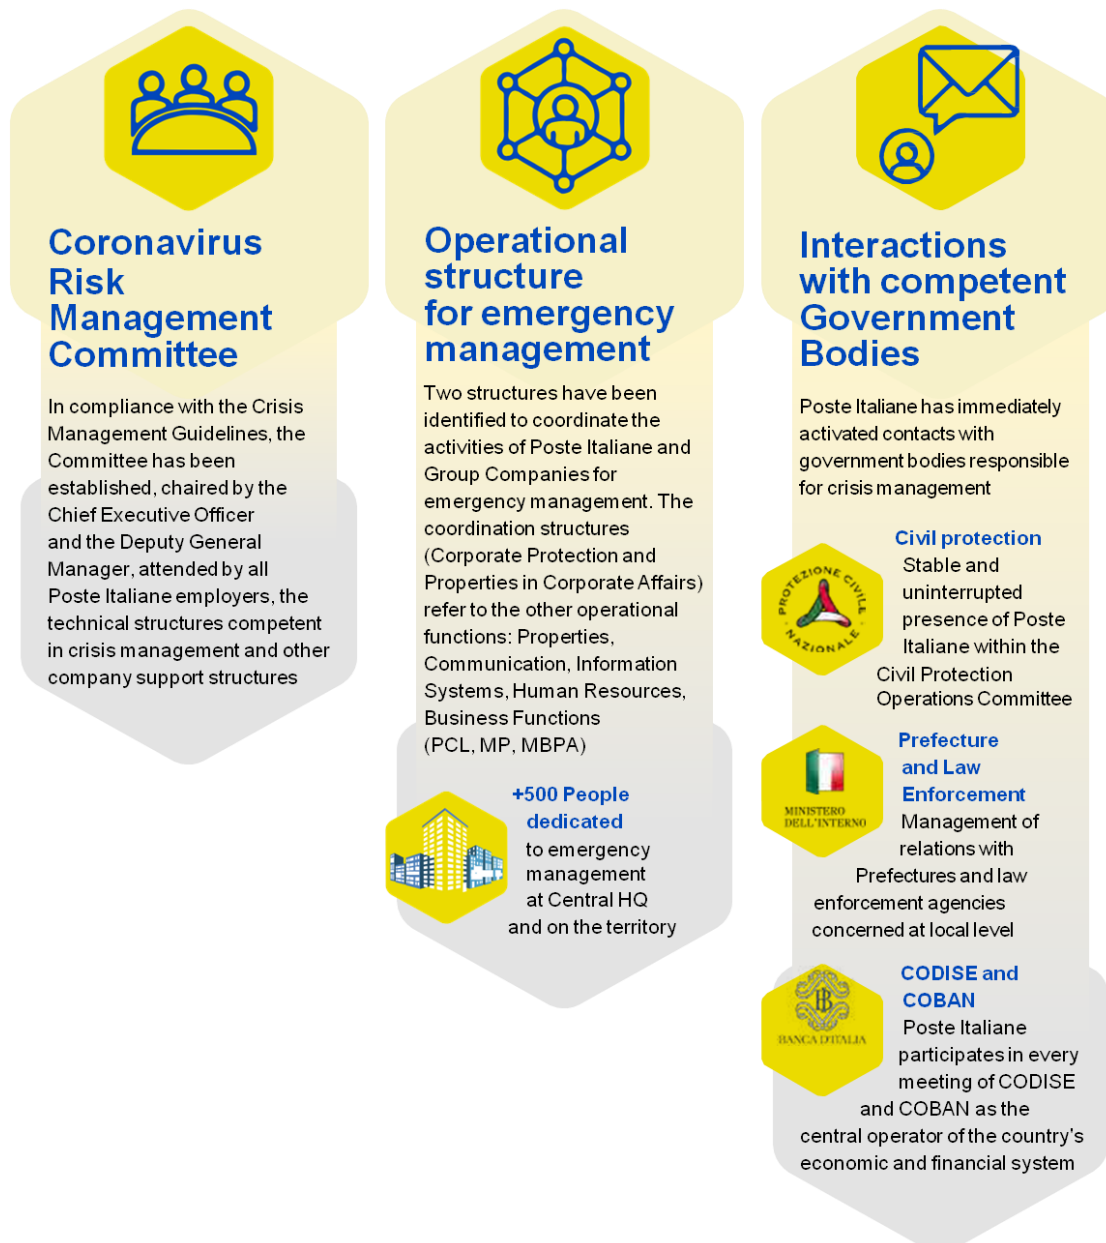 Coronavirus
Risk
Management
Committee
In compliance with the Crisis
Management Guidelines, the
Committee has been
established, chaired by the
Chief Executive Officer
and the Deputy General
Manager, attended by all
Poste Italiane employers, the
technical structures competent
in crisis management and other
company support structures
Operational
structure
for emergency
management
Two structures have been
identified to coordinate the
activities of Poste Italiane and
Group Companies for
emergency management. The
coordination structures
(Corporate Protection and
Properties in Corporate Affairs)
refer to the other operational
functions: Properties,
Communication, Information
Systems, Human Resources,
Business Functions
(PCL, MP, MBPA)
+500 People
dedicated
to emergency
management
at Central HQ
and on the territory
Interactions
with competent
Government
Bodies
Poste Italiane has immediately
activated contacts with
government bodies responsible
for crisis management
PROTEZIONE CIVILE
NAZIONALE
Civil protection
Stable and
uninterrupted
presence of Poste
Italiane within the
Civil Protection
Operations Committee
MINISTERO
DELL'INTERNO
Prefecture
and Law
Enforcement
Management of
relations with
Prefectures and law
enforcement agencies
concerned at local level
BANCA D'ITALIA
CODISE and
COBAN
Poste Italiane
participates in every
meeting of CODISE
and COBAN as the
central operator of the country's
economic and financial system